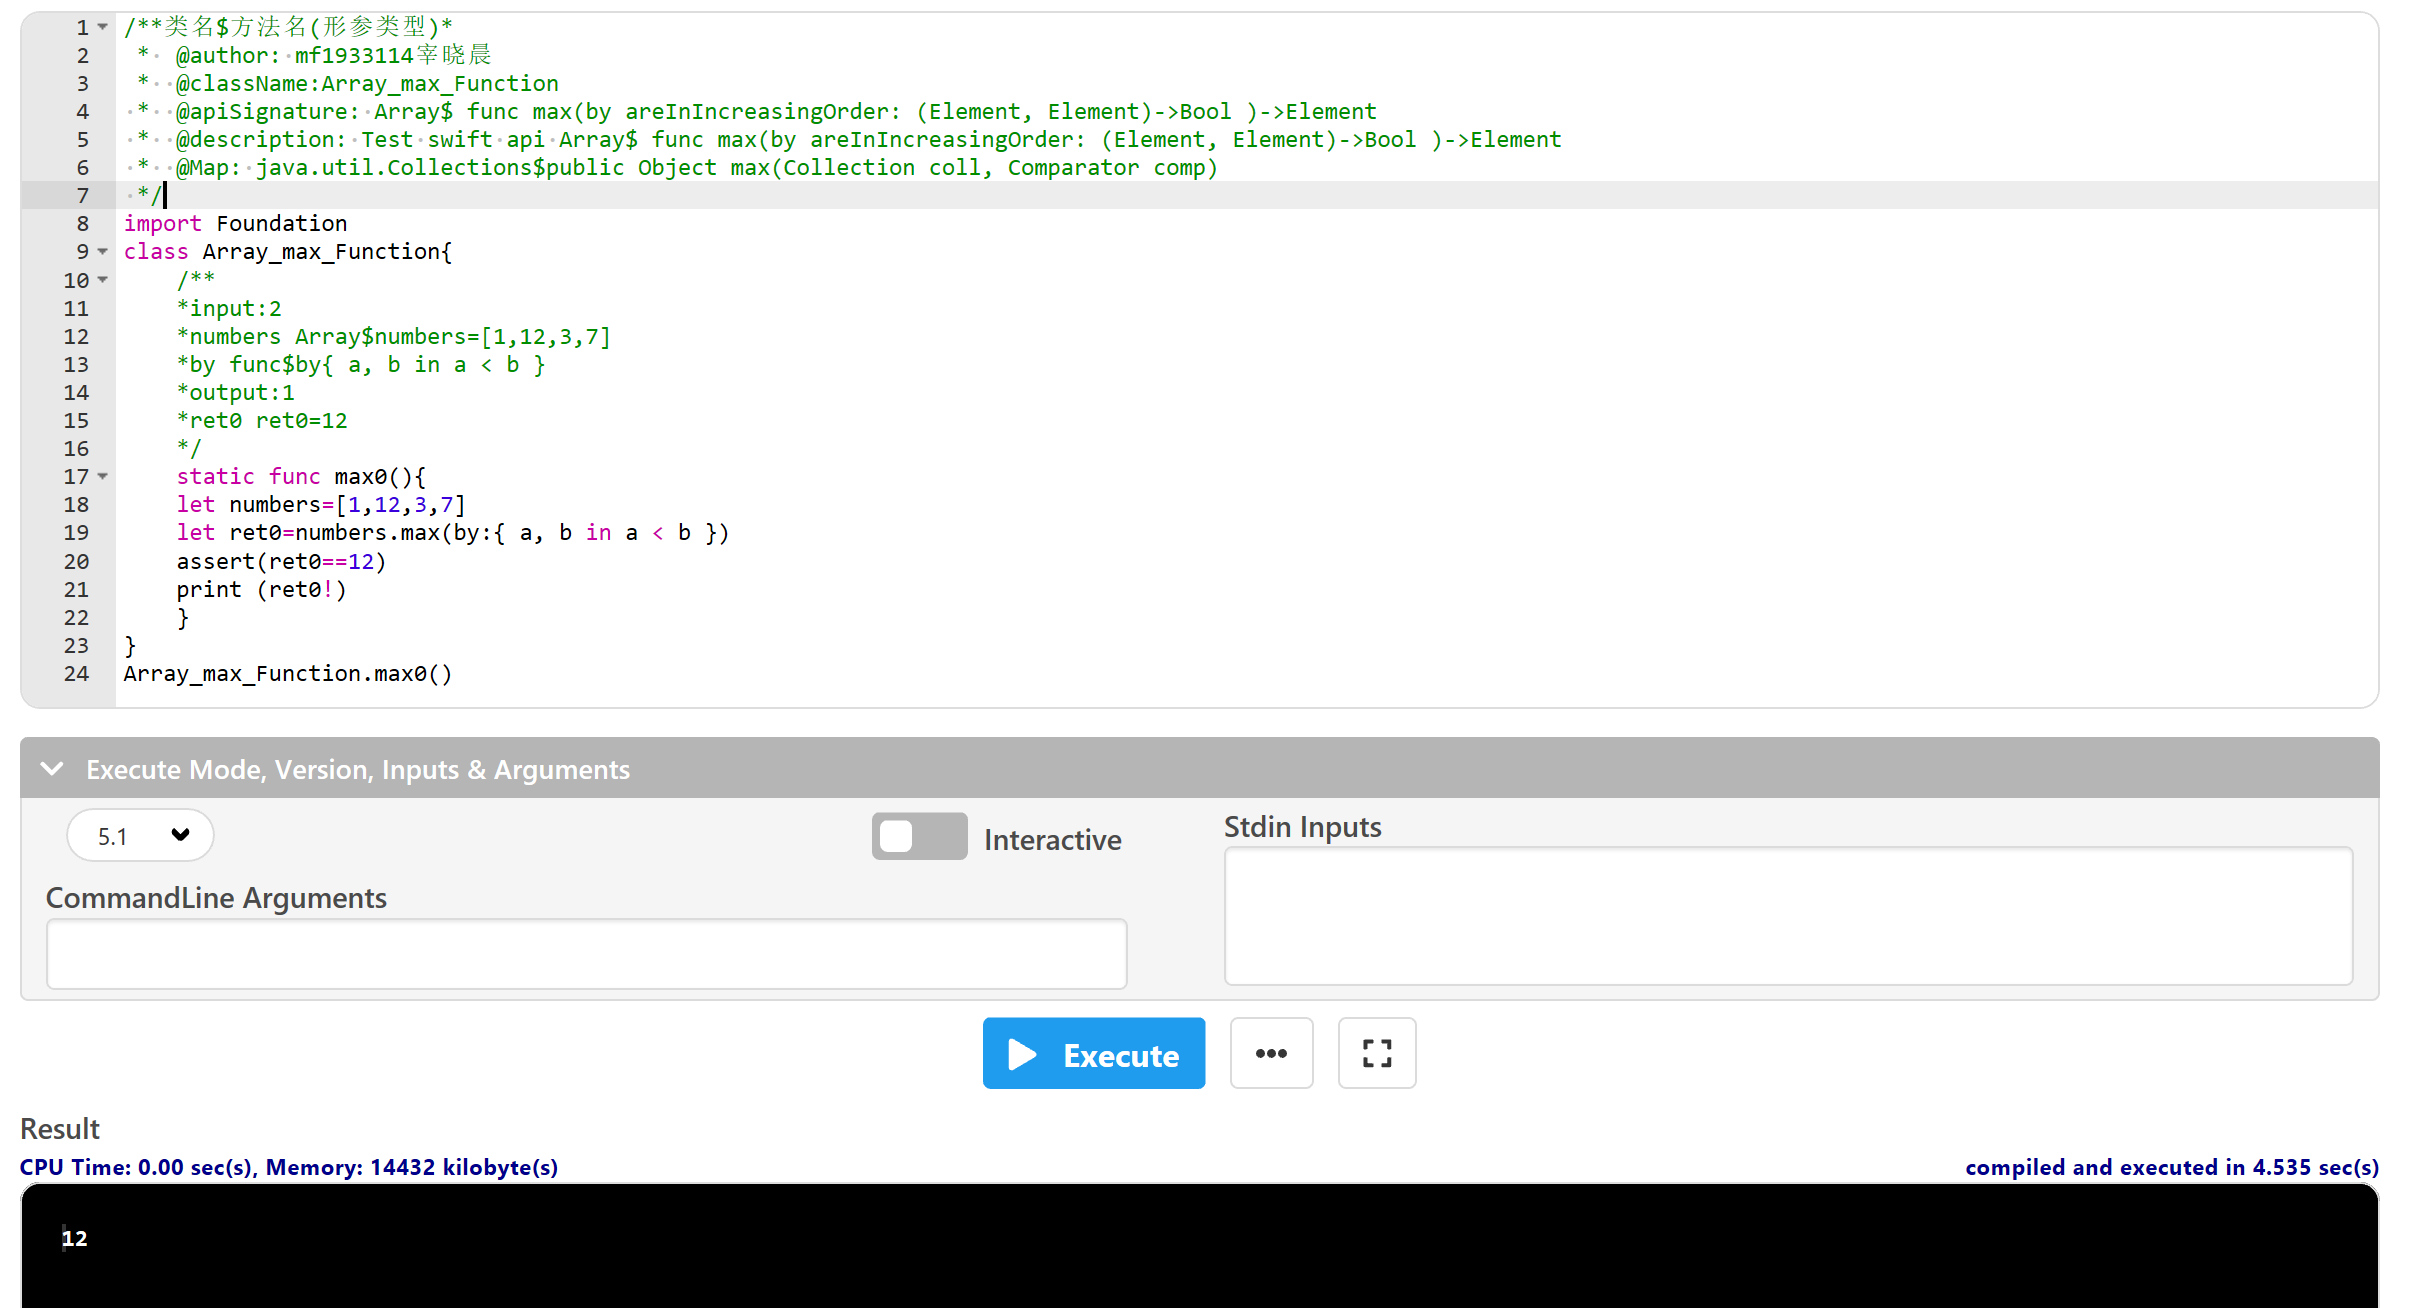 1 /**类名$方法名(形参类型)*
2 * @author: mf1933114宰晓晨
3 * @className:Array_max_Function
4 * @apiSignature: Array$ func max(by areInIncreasingOrder: (Element, Element)->Bool )->Element
5 * @description: Test swift api Array$ func max(by areInIncreasingOrder: (Element, Element)->Bool )->Element
6 * @Map: java.util.Collections$public Object max(Collection coll, Comparator comp)
7 */
8 import Foundation
9 class Array_max_Function{
10 /**
11 *input:2
12 *numbers Array$numbers=[1,12,3,7]
13 *by func$by{ a, b in a < b }
14 *output:1
15 *ret0 ret0=12
16 */
17 static func max0(){
18 let numbers=[1,12,3,7]
19 let ret0=numbers.max(by:{ a, b in a < b })
20 assert(ret0==12)
21 print (ret0!)
22 }
23 }
24 Array_max_Function.max0()
Execute Mode, Version, Inputs & Arguments
5.1
Interactive
Stdin Inputs
CommandLine Arguments
Execute
Result
CPU Time: 0.00 sec(s), Memory: 14432 kilobyte(s)
compiled and executed in 4.535 sec(s)
12